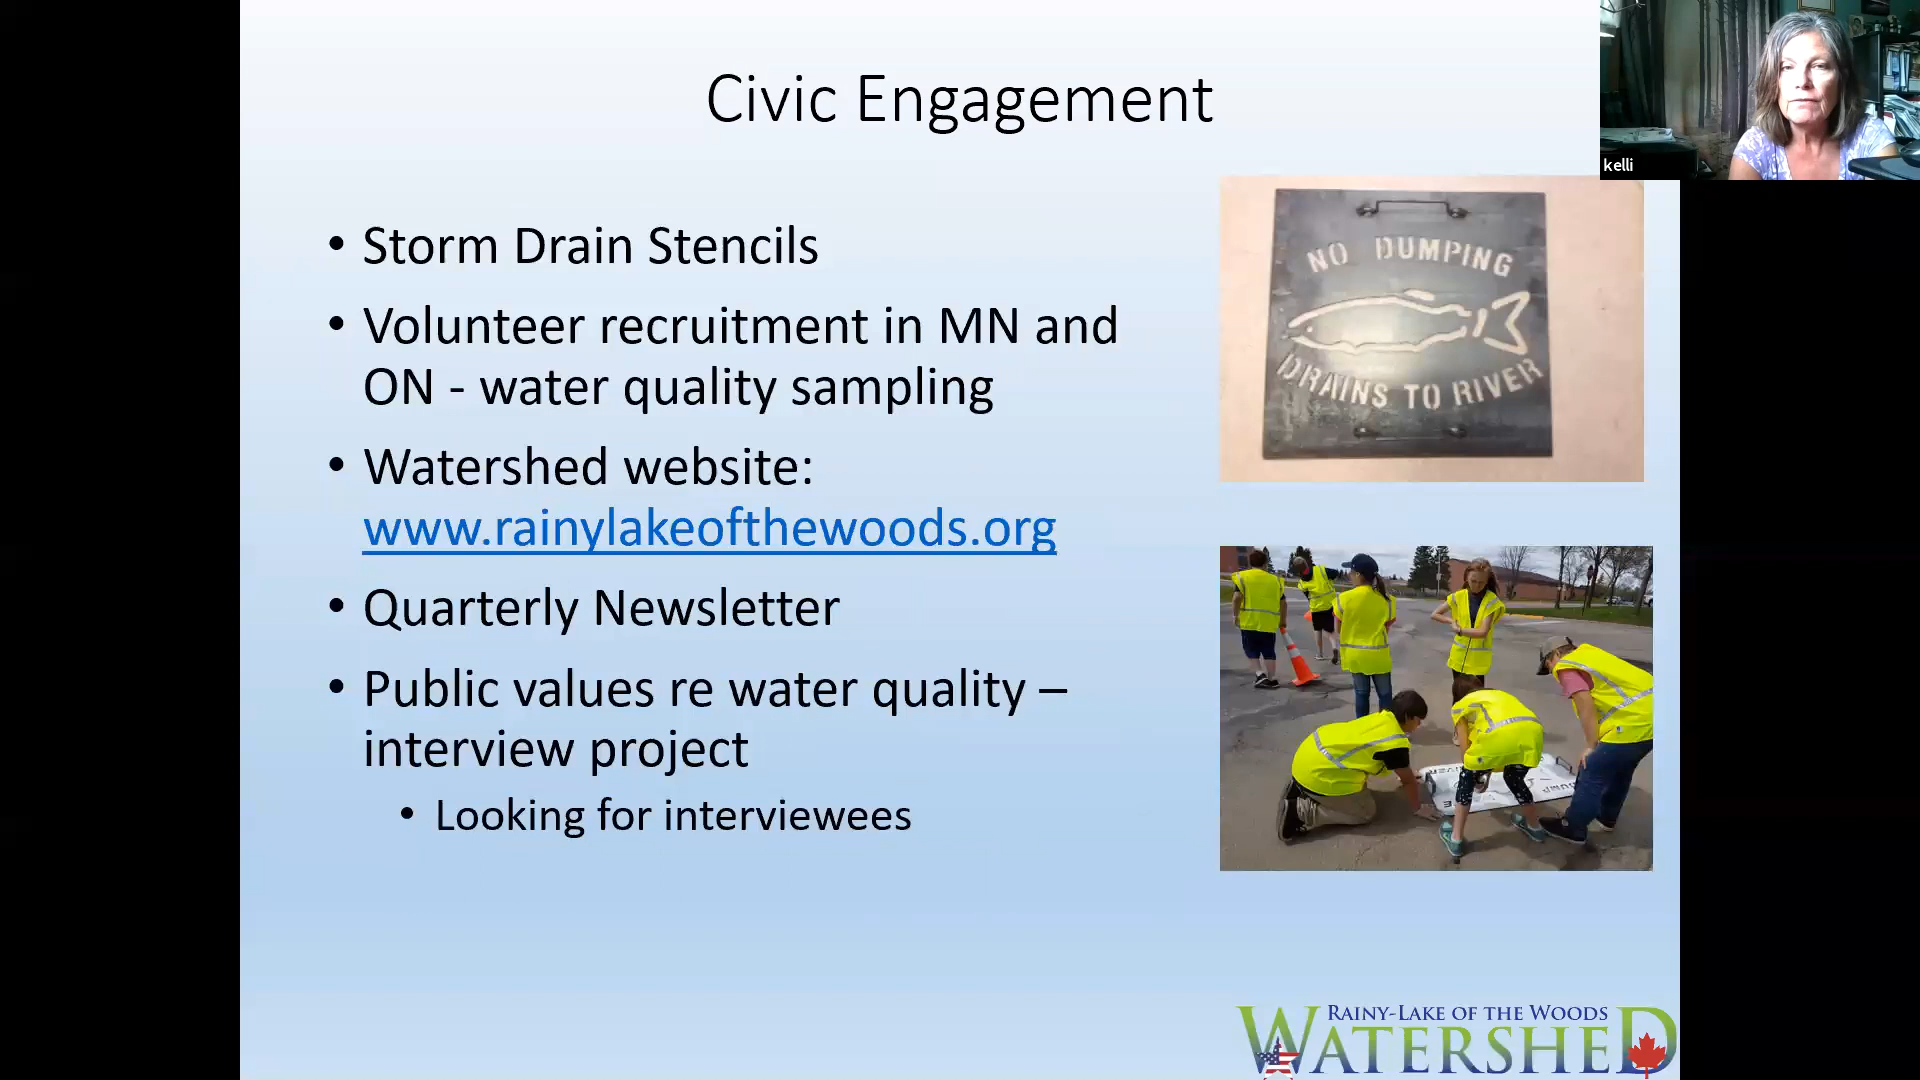 Civic Engagement
kelli
• Storm Drain Stencils
• Volunteer recruitment in MN and
ON - water quality sampling
• Watershed website:
www.rainylakeofthewoods.org
• Quarterly Newsletter
• Public values re water quality –
interview project
• Looking for interviewees
NO DUMPING
DRAINS TO RIVER
RIVER
DUMP
RAINY-LAKE OF THE WOODS
WATERSHED